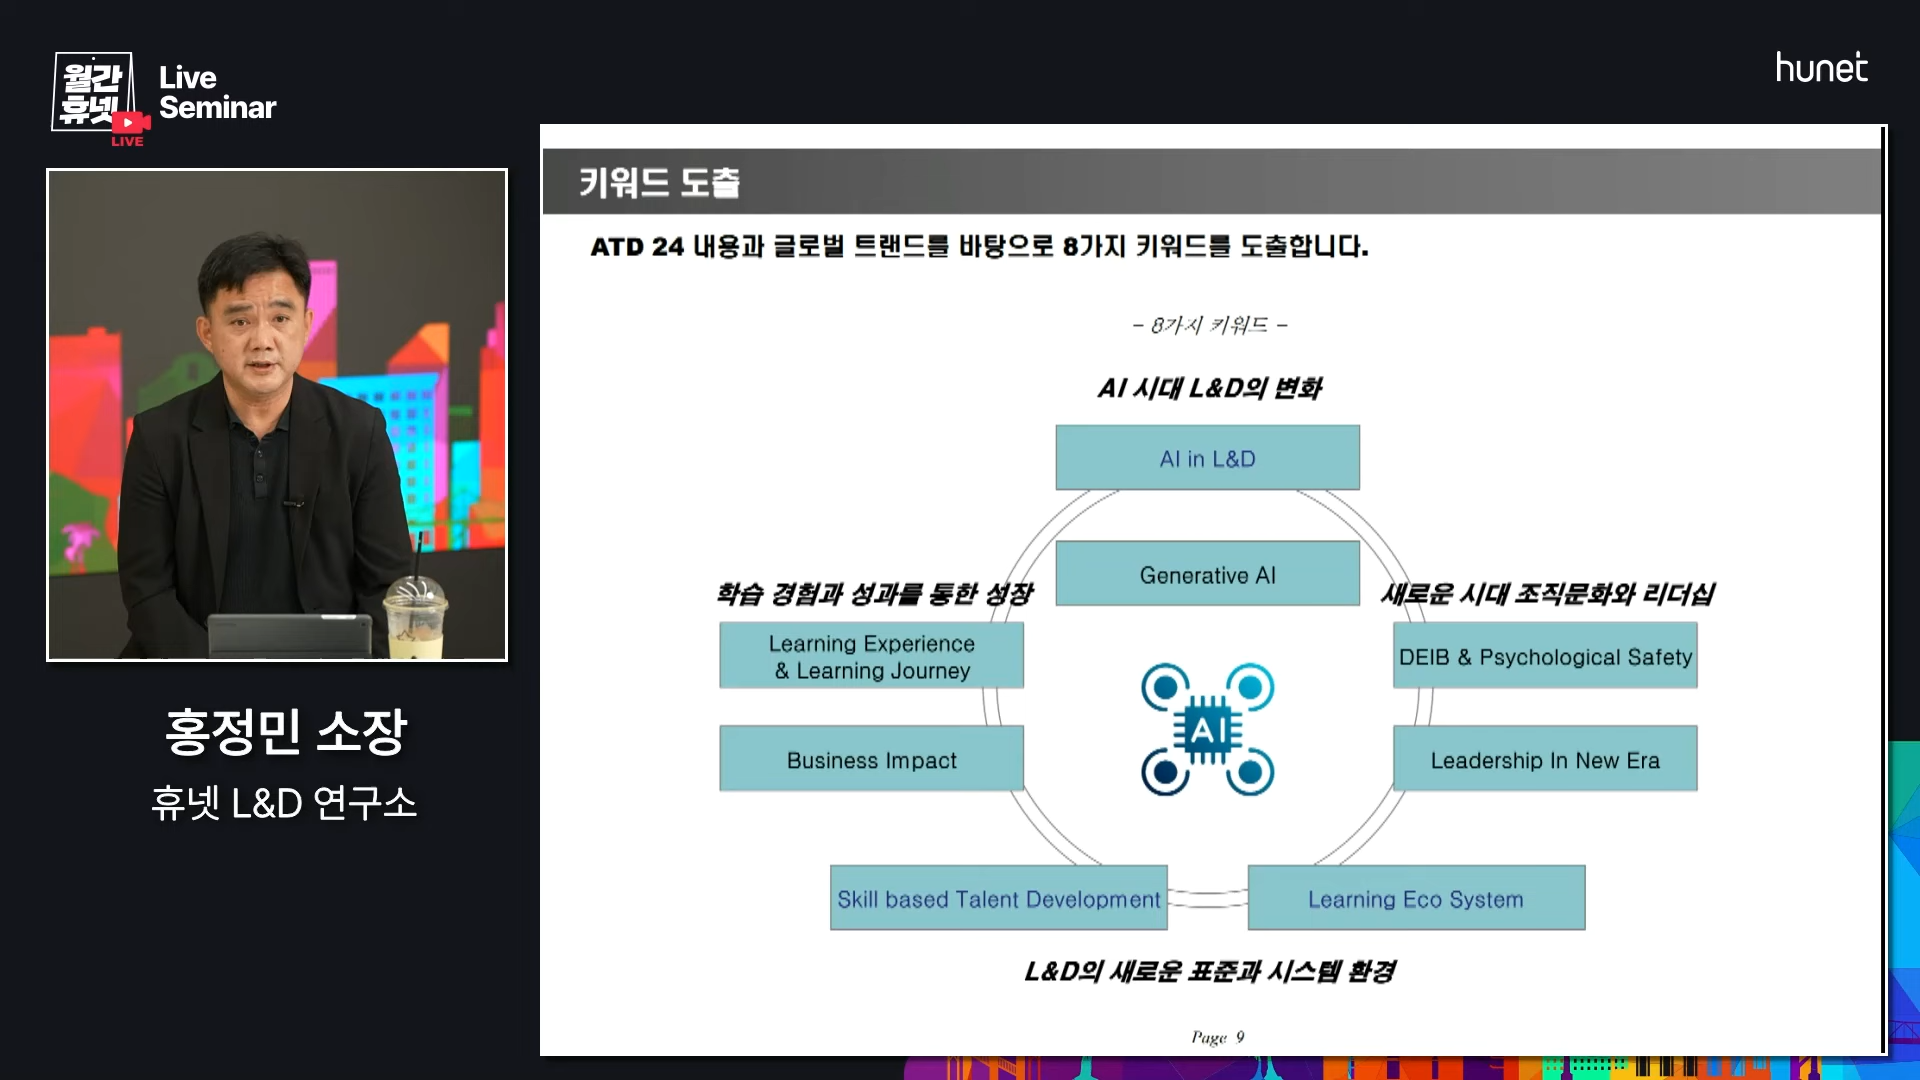 월간
휴넷
LIVE
Live
Seminar
hunet
키워드 도출
ATD 24 내용과 글로벌 트랜드를 바탕으로 8가지 키워드를 도출합니다.
- 8가지 키워드 -
AI 시대 L&D의 변화
AI in L&D
Generative AI
학습 경험과 성과를 통한 성장
Learning Experience
& Learning Journey
Business Impact
새로운 시대 조직문화와 리더십
DEIB & Psychological Safety
Leadership In New Era
AI
Skill based Talent Development
Learning Eco System
L&D의 새로운 표준과 시스템 환경
Page 9
홍정민 소장
휴넷 L&D 연구소